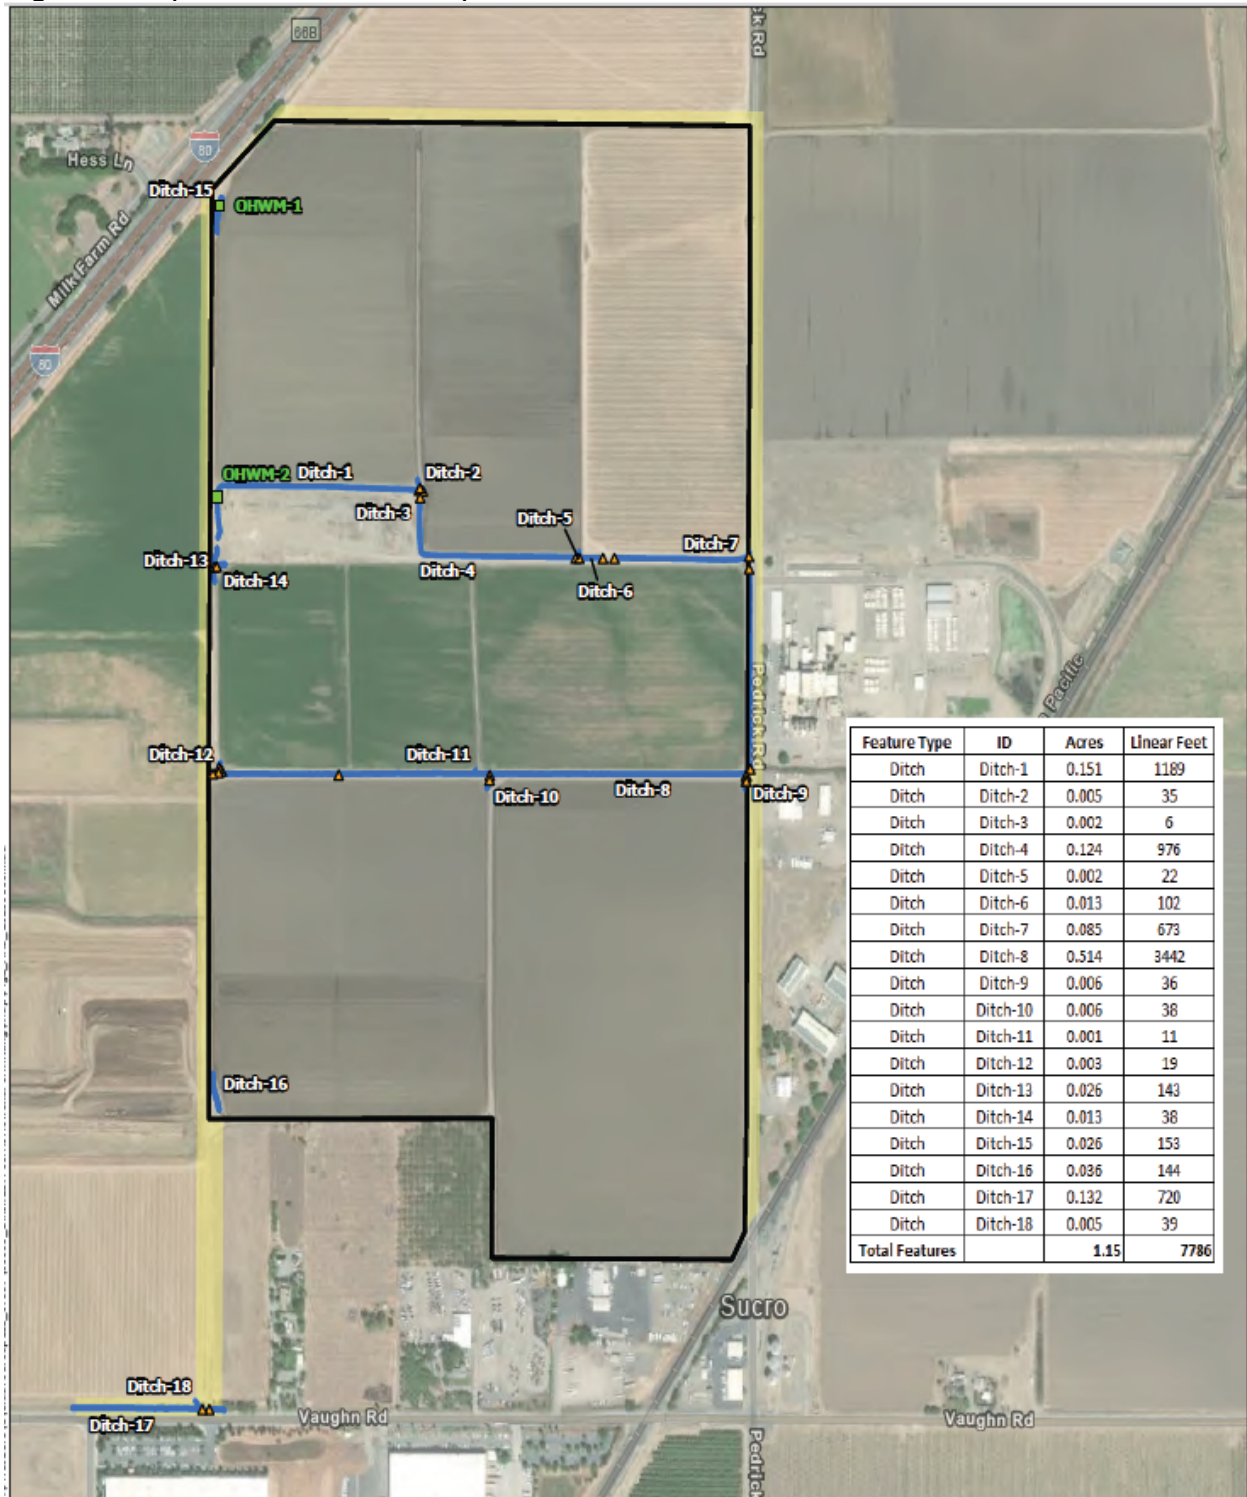 66B
ck Rd
80
Hess Ln
Ditch-15
OHWM-1
Milk Farm Rd
80
OHWM-2 Ditch-1
Ditch-2
Ditch-3
Ditch-5
Ditch-7
Ditch-13
Ditch-14
Ditch-4
Ditch-6
Pedrick Rd
Pacific
Ditch-12
Ditch-11
Ditch-10
Ditch-8
Ditch-9
Feature Type ID Acres Linear Feet
Ditch Ditch-1 0.151 1189
Ditch Ditch-2 0.005 35
Ditch Ditch-3 0.002 6
Ditch Ditch-4 0.124 976
Ditch Ditch-5 0.002 22
Ditch Ditch-6 0.013 102
Ditch Ditch-7 0.085 673
Ditch Ditch-8 0.514 3442
Ditch Ditch-9 0.006 36
Ditch Ditch-10 0.006 38
Ditch Ditch-11 0.001 11
Ditch Ditch-12 0.003 19
Ditch Ditch-13 0.026 143
Ditch Ditch-14 0.013 38
Ditch Ditch-15 0.026 153
Ditch Ditch-16 0.036 144
Ditch Ditch-17 0.132 720
Ditch Ditch-18 0.005 39
Total Features 1.15 7786
Ditch-16
Sucro
Ditch-18
Ditch-17
Vaughn Rd
Vaughn Rd
Pedrick